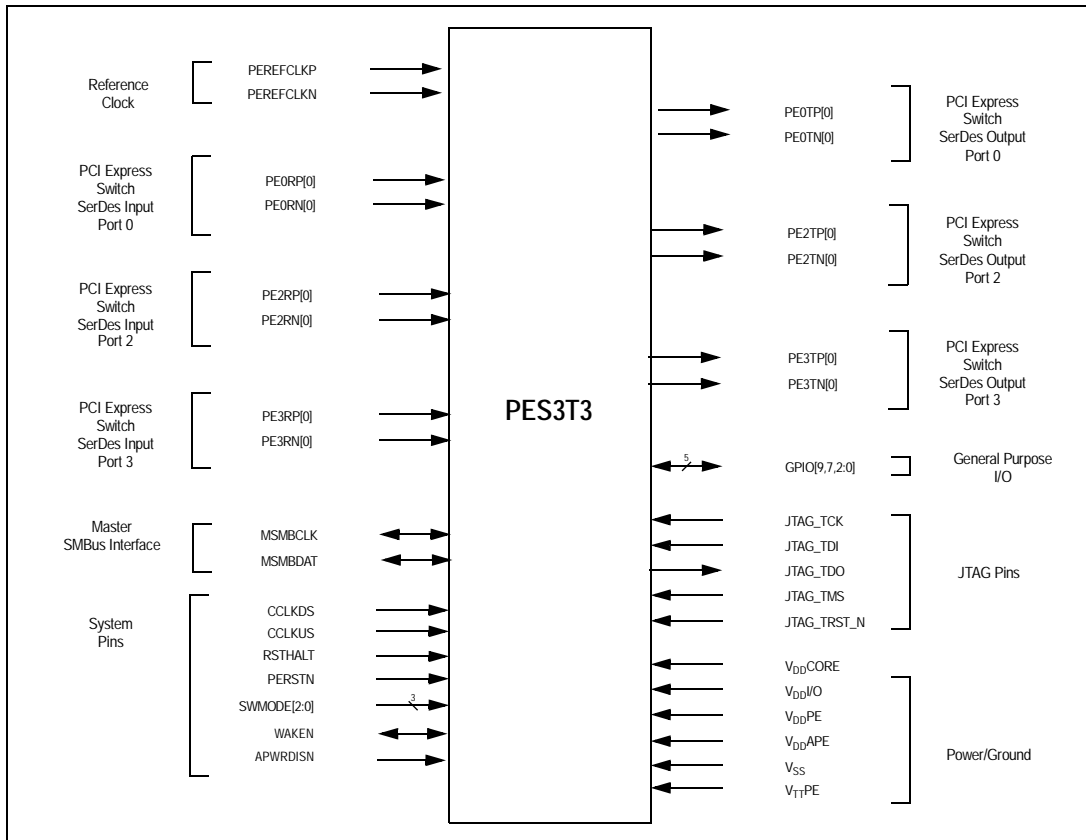 Reference
Clock
PEREFCLKP
PEREFCLKN
PCI Express
Switch
SerDes Input
Port 0
PE0RP[0]
PE0RN[0]
PCI Express
Switch
SerDes Input
Port 2
PE2RP[0]
PE2RN[0]
PCI Express
Switch
SerDes Input
Port 3
PE3RP[0]
PE3RN[0]
Master
SMBus Interface
MSMBCLK
MSMBDAT
System
Pins
CCLKDS
CCLKUS
RSTHALT
PERSTN
SWMODE[2:0]
3
WAKEN
APWRDISN
PES3T3
PE0TP[0]
PE0TN[0]
PCI Express
Switch
SerDes Output
Port 0
PE2TP[0]
PE2TN[0]
PCI Express
Switch
SerDes Output
Port 2
PE3TP[0]
PE3TN[0]
PCI Express
Switch
SerDes Output
Port 3
5
GPIO[9,7,2:0]
General Purpose
I/O
JTAG_TCK
JTAG_TDI
JTAG_TDO
JTAG_TMS
JTAG_TRST_N
JTAG Pins
VDDCORE
VDDI/O
VDDPE
VDDAPE
VSS
VTTPE
Power/Ground